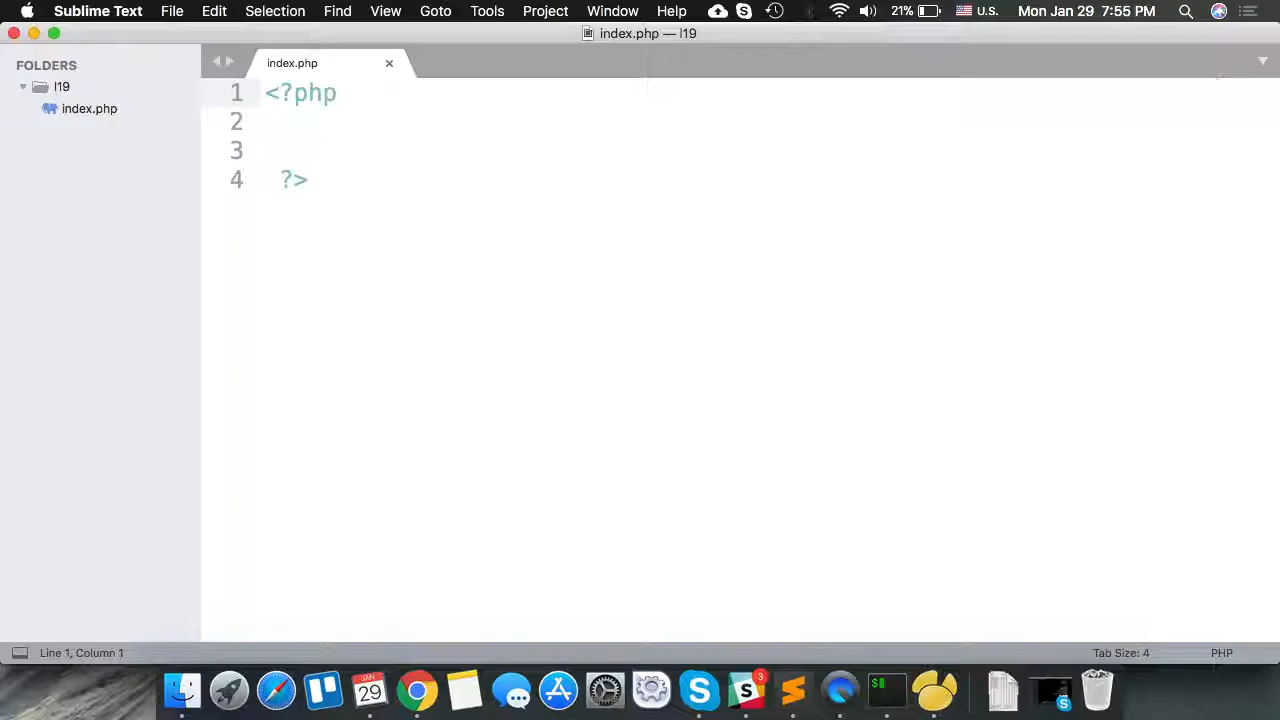 Sublime Text File Edit Selection Find View Goto Tools Project Window Help 21% U.S. Mon Jan 29 7:55 PM
index.php — l19
FOLDERS
l19
index.php
index.php
1 <?php
2
3
4 ?>
Line 1, Column 1
Tab Size: 4
PHP
JAN
29
3
$